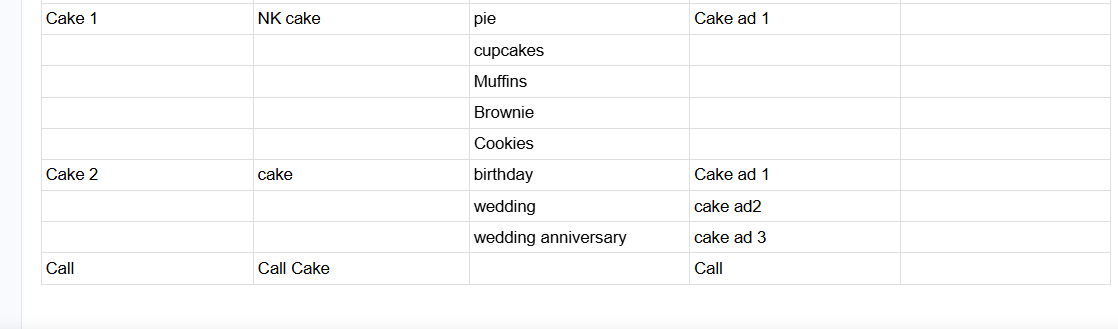 Cake 1 NK cake pie Cake ad 1
cupcakes
Muffins
Brownie
Cookies
Cake 2 cake birthday Cake ad 1
wedding cake ad2
wedding anniversary cake ad 3
Call Call Cake Call